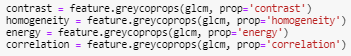 contrast = feature.greycoprops(glcm, prop='contrast')
homogeneity = feature.greycoprops(glcm, prop='homogeneity')
energy = feature.greycoprops(glcm, prop='energy')
correlation = feature.greycoprops(glcm, prop='correlation')